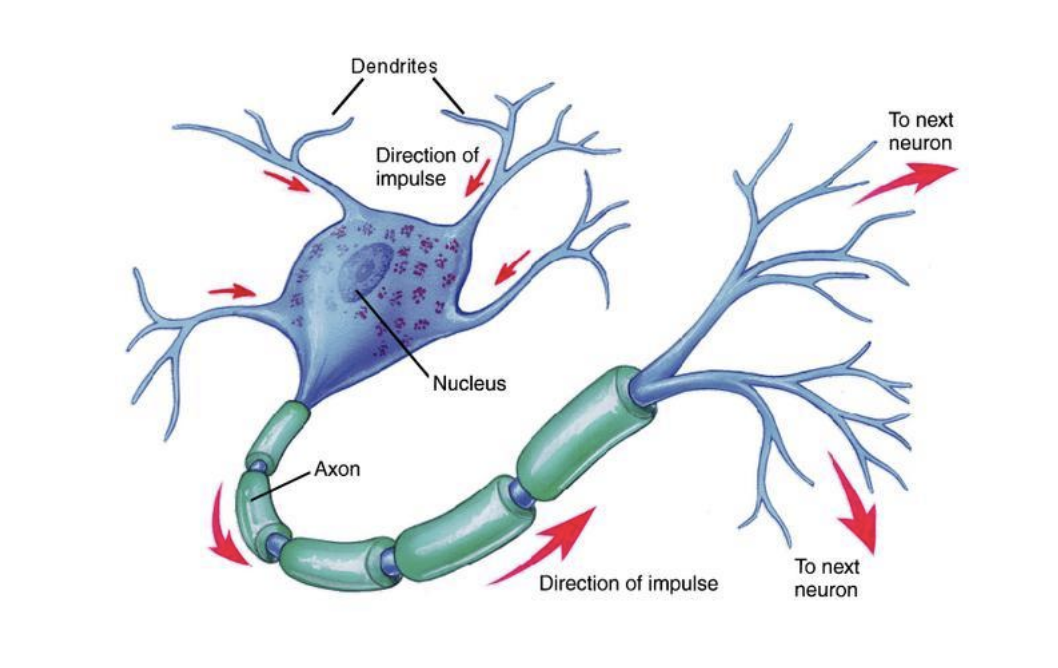 Dendrites
Direction of
impulse
To next
neuron
Nucleus
Axon
Direction of impulse
To next
neuron